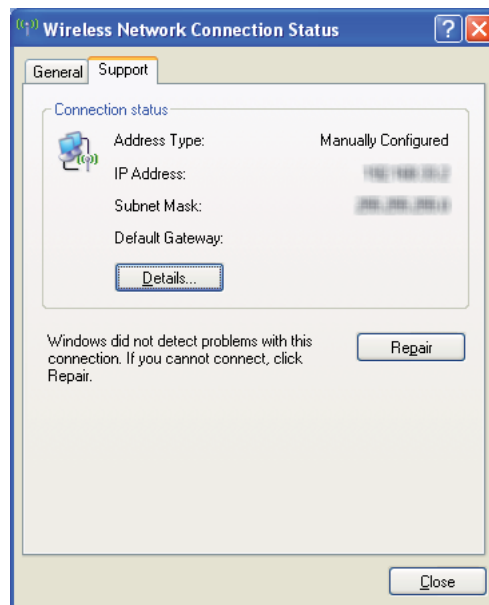 Wireless Network Connection Status
General
Support
Connection status
Address Type:
Manually Configured
IP Address:
Subnet Mask:
Default Gateway:
Details...
Windows did not detect problems with this
connection. If you cannot connect, click
Repair.
Repair
Close